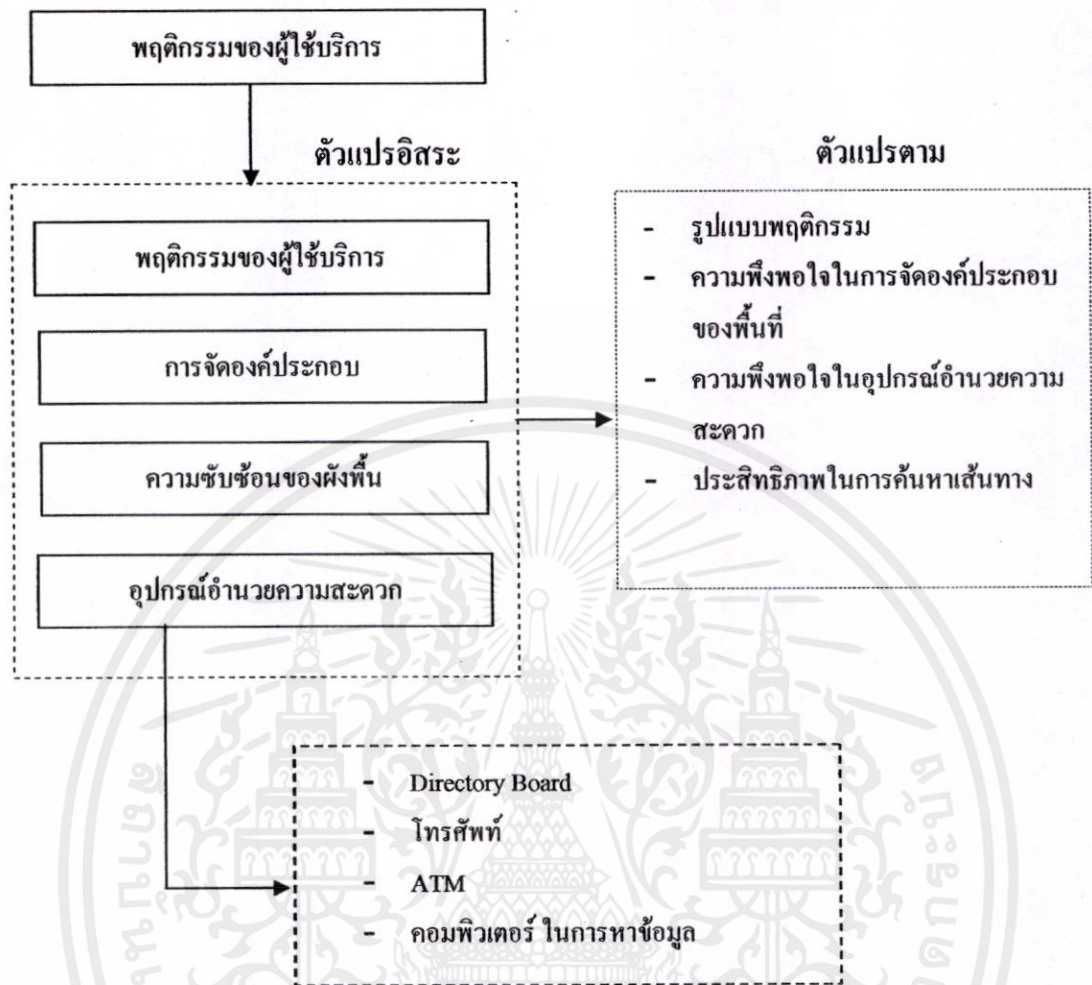 พฤติกรรมของผู้ใช้บริการ
ตัวแปรอิสระ
พฤติกรรมของผู้ใช้บริการ
การจัดองค์ประกอบ
ความซับซ้อนของผังพื้น
อุปกรณ์อำนวยความสะดวก
ตัวแปรตาม
- รูปแบบพฤติกรรม
- ความพึงพอใจในการจัดองค์ประกอบ
ของพื้นที่
- ความพึงพอใจในอุปกรณ์อำนวยความ
สะดวก
- ประสิทธิภาพในการค้นหาเส้นทาง
- Directory Board
- โทรศัพท์
- ATM
- คอมพิวเตอร์ ในการหาข้อมูล